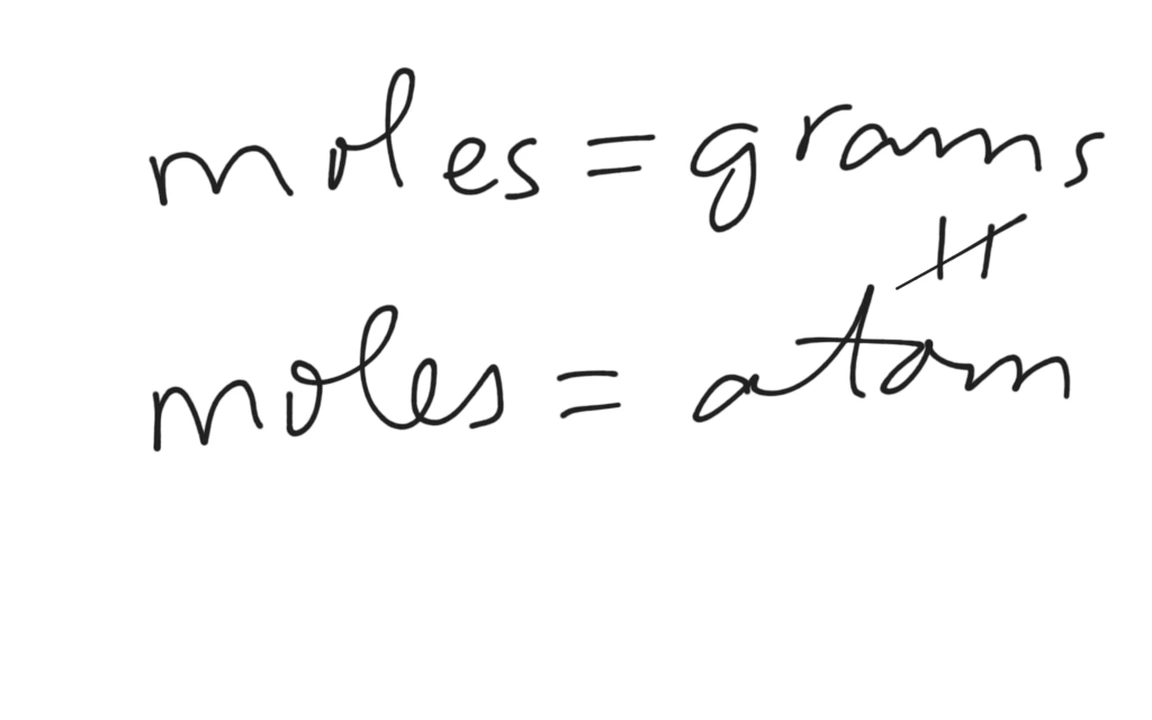 moles = grams
≠
moles = atom